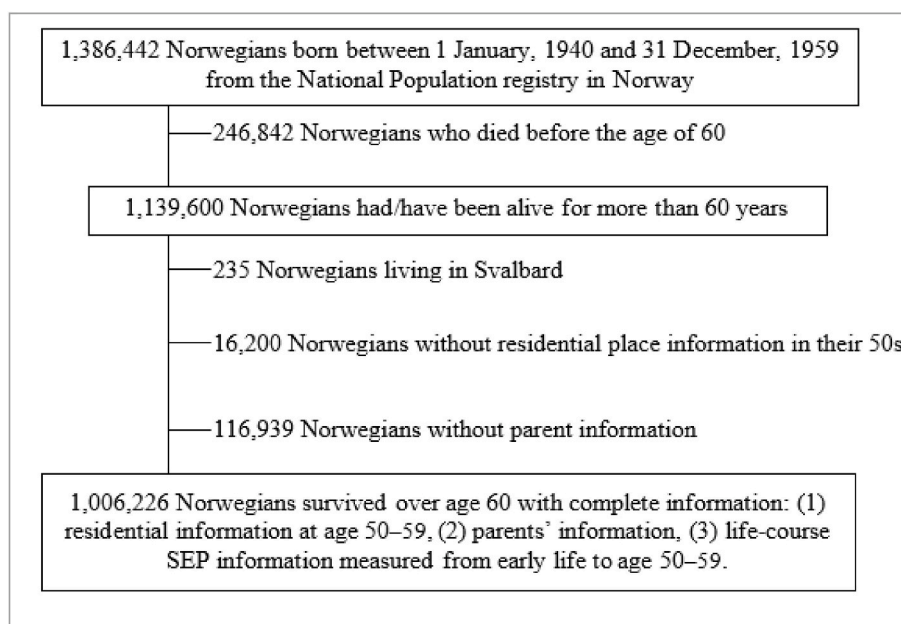 1,386,442 Norwegians born between 1 January, 1940 and 31 December, 1959
from the National Population registry in Norway
246,842 Norwegians who died before the age of 60
1,139,600 Norwegians had/have been alive for more than 60 years
235 Norwegians living in Svalbard
16,200 Norwegians without residential place information in their 50s
116,939 Norwegians without parent information
1,006,226 Norwegians survived over age 60 with complete information: (1)
residential information at age 50–59, (2) parents’ information, (3) life-course
SEP information measured from early life to age 50–59.